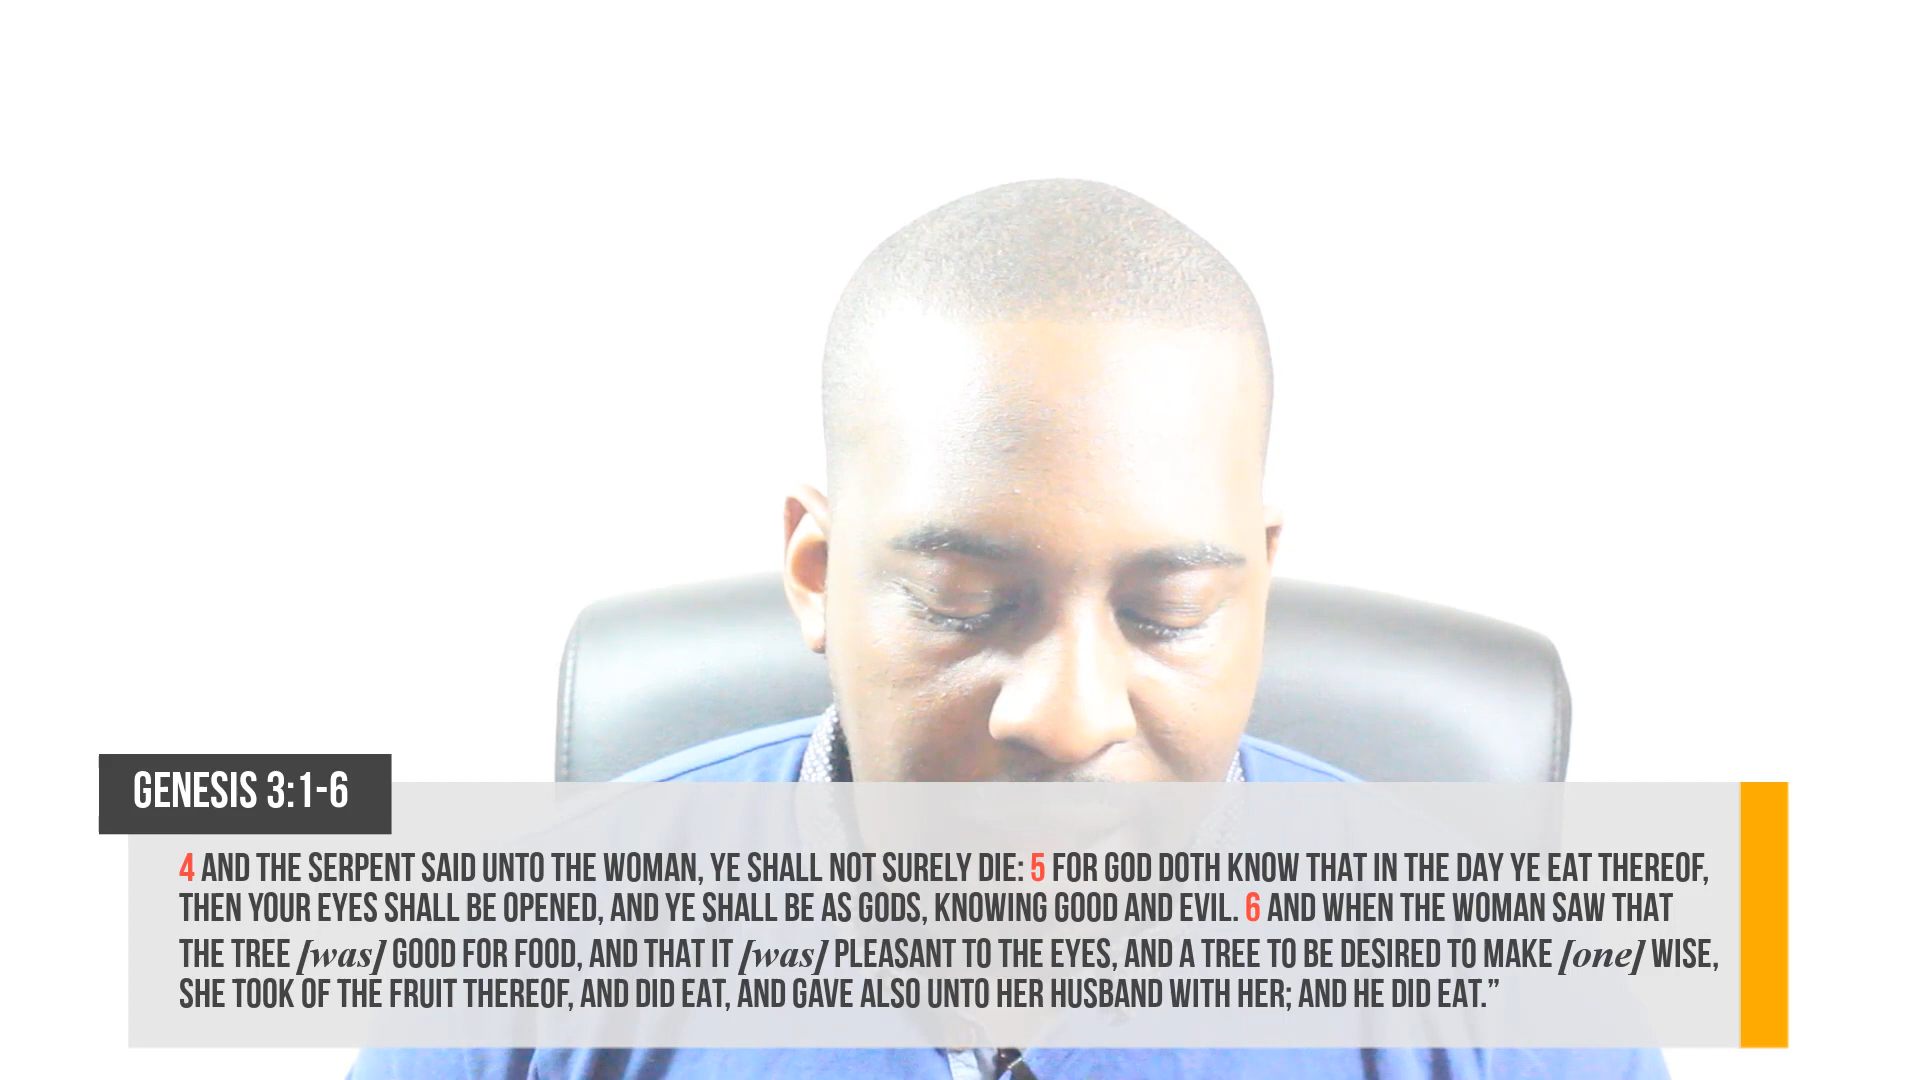 GENESIS 3:1-6
4 AND THE SERPENT SAID UNTO THE WOMAN, YE SHALL NOT SURELY DIE: 5 FOR GOD DOTH KNOW THAT IN THE DAY YE EAT THEREOF,
THEN YOUR EYES SHALL BE OPENED, AND YE SHALL BE AS GODS, KNOWING GOOD AND EVIL. 6 AND WHEN THE WOMAN SAW THAT
THE TREE [was] GOOD FOR FOOD, AND THAT IT [was] PLEASANT TO THE EYES, AND A TREE TO BE DESIRED TO MAKE [one] WISE,
SHE TOOK OF THE FRUIT THEREOF, AND DID EAT, AND GAVE ALSO UNTO HER HUSBAND WITH HER; AND HE DID EAT.”